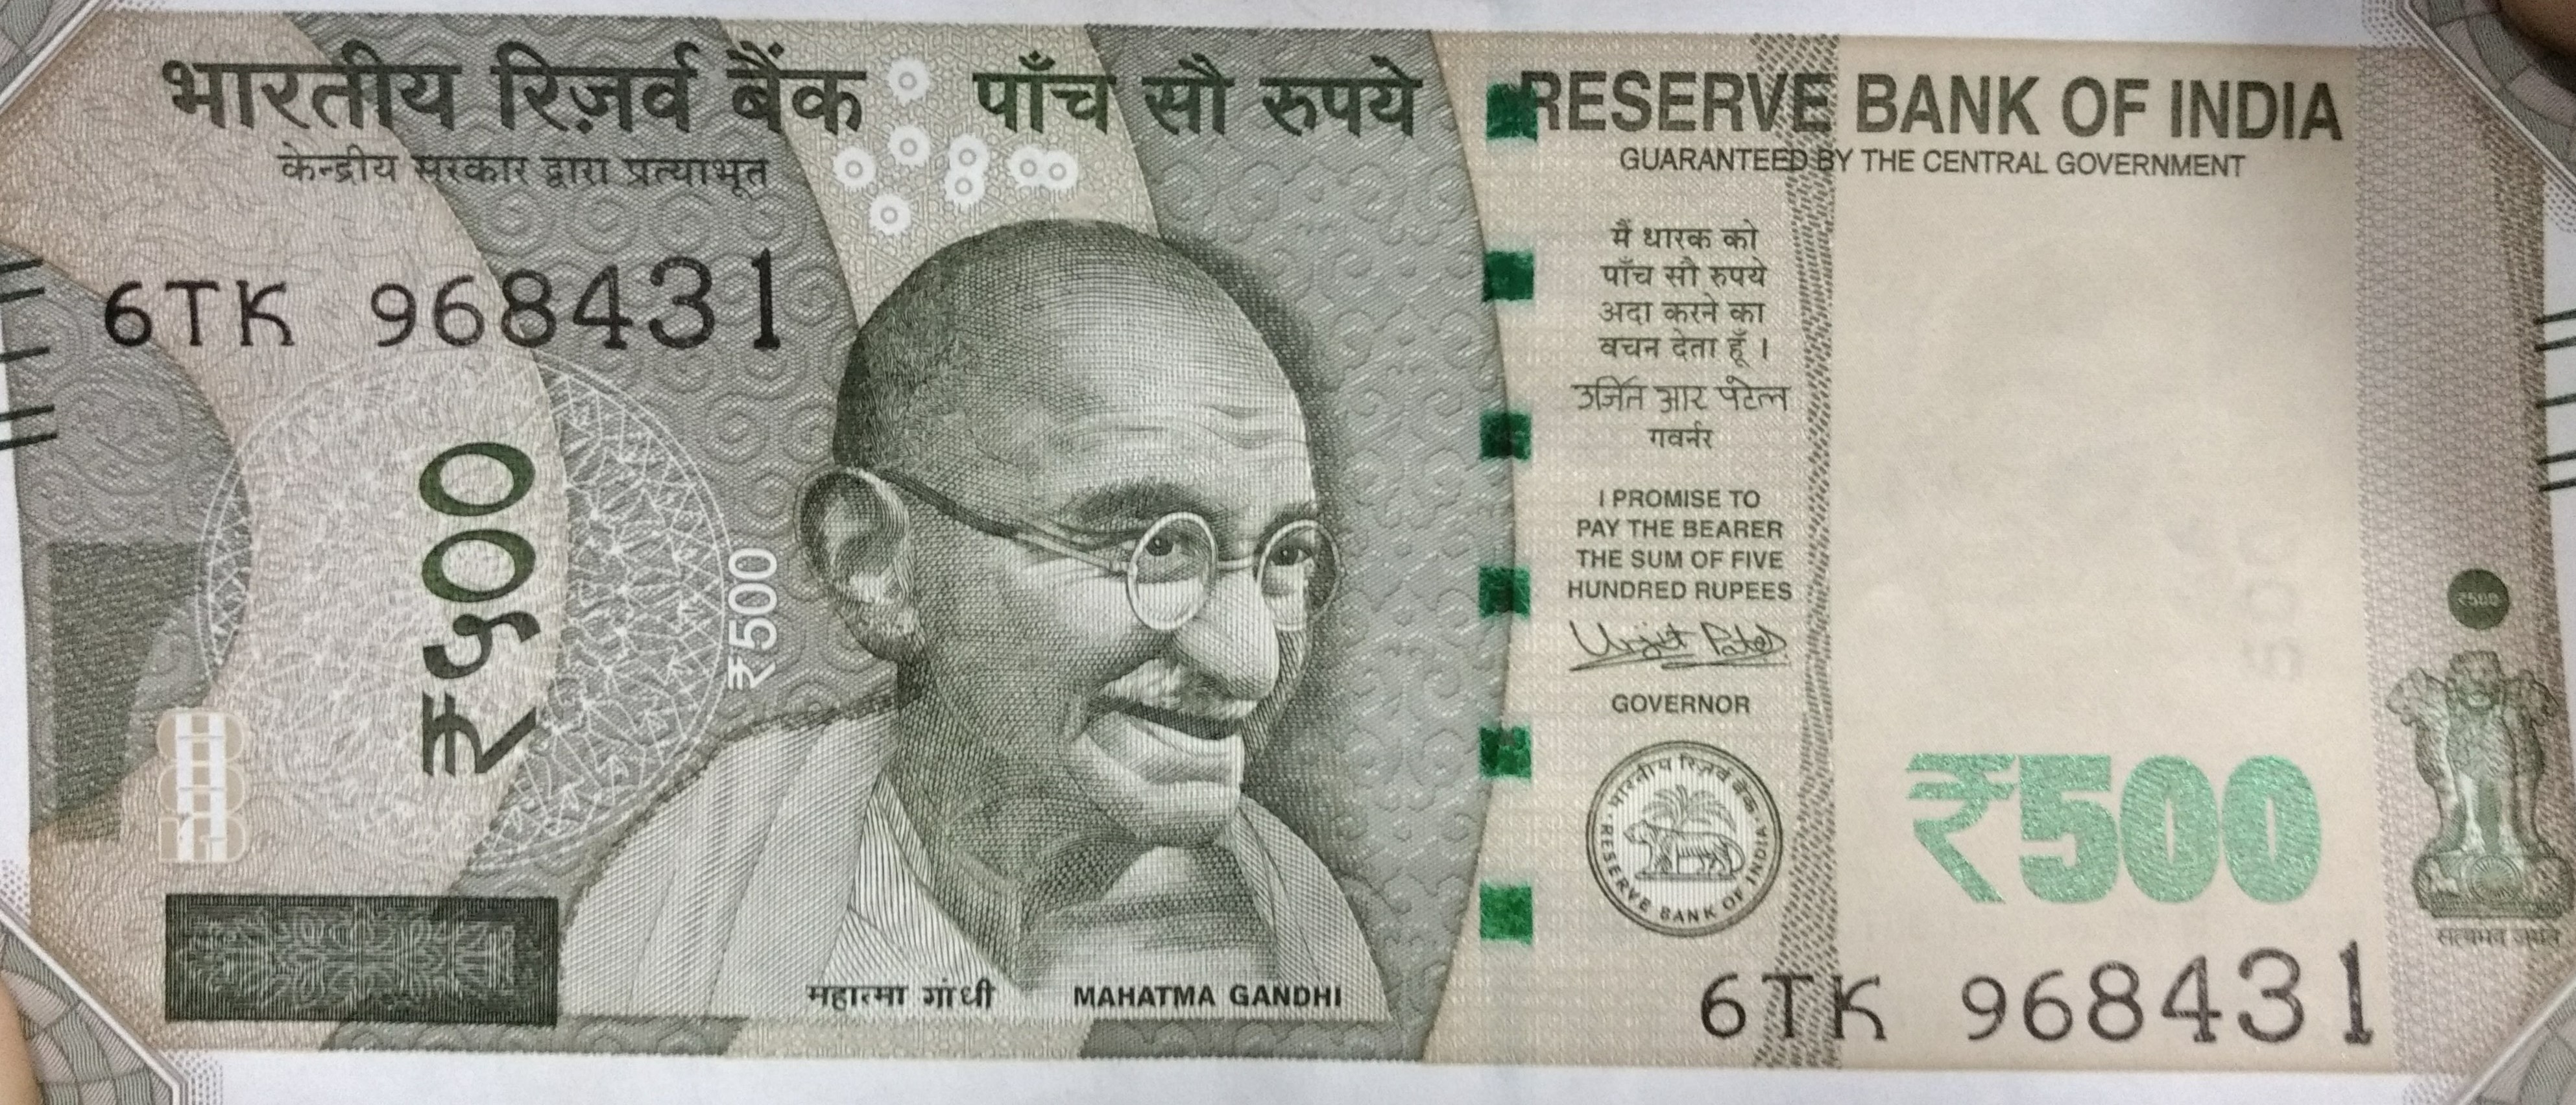 भारतीय रिज़र्व बैंक पाँच सौ रुपये RESERVE BANK OF INDIA
केन्द्रीय सरकार द्वारा प्रत्याभूत
GUARANTEED BY THE CENTRAL GOVERNMENT
6TK 968431
₹५००
₹500
महात्मा गांधी MAHATMA GANDHI
मैं धारक को
पाँच सौ रुपये
अदा करने का
वचन देता हूँ ।
उर्जित आर पटेल
गवर्नर
I PROMISE TO
PAY THE BEARER
THE SUM OF FIVE
HUNDRED RUPEES
Urjit Patel
GOVERNOR
भारतीय रिज़र्व बैंक
RESERVE BANK OF INDIA
500
₹500
₹500
सत्यमेव जयते
6TK 968431